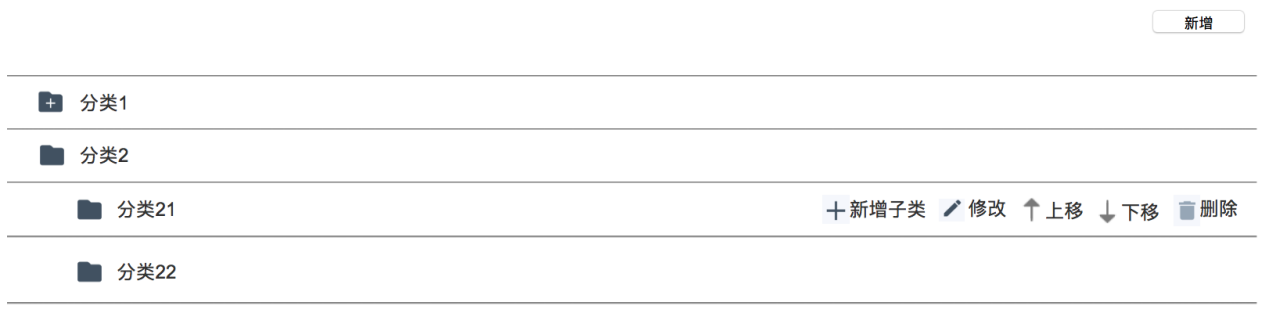 新增
分类1
分类2
分类21 新增子类 修改 上移 下移 删除
分类22